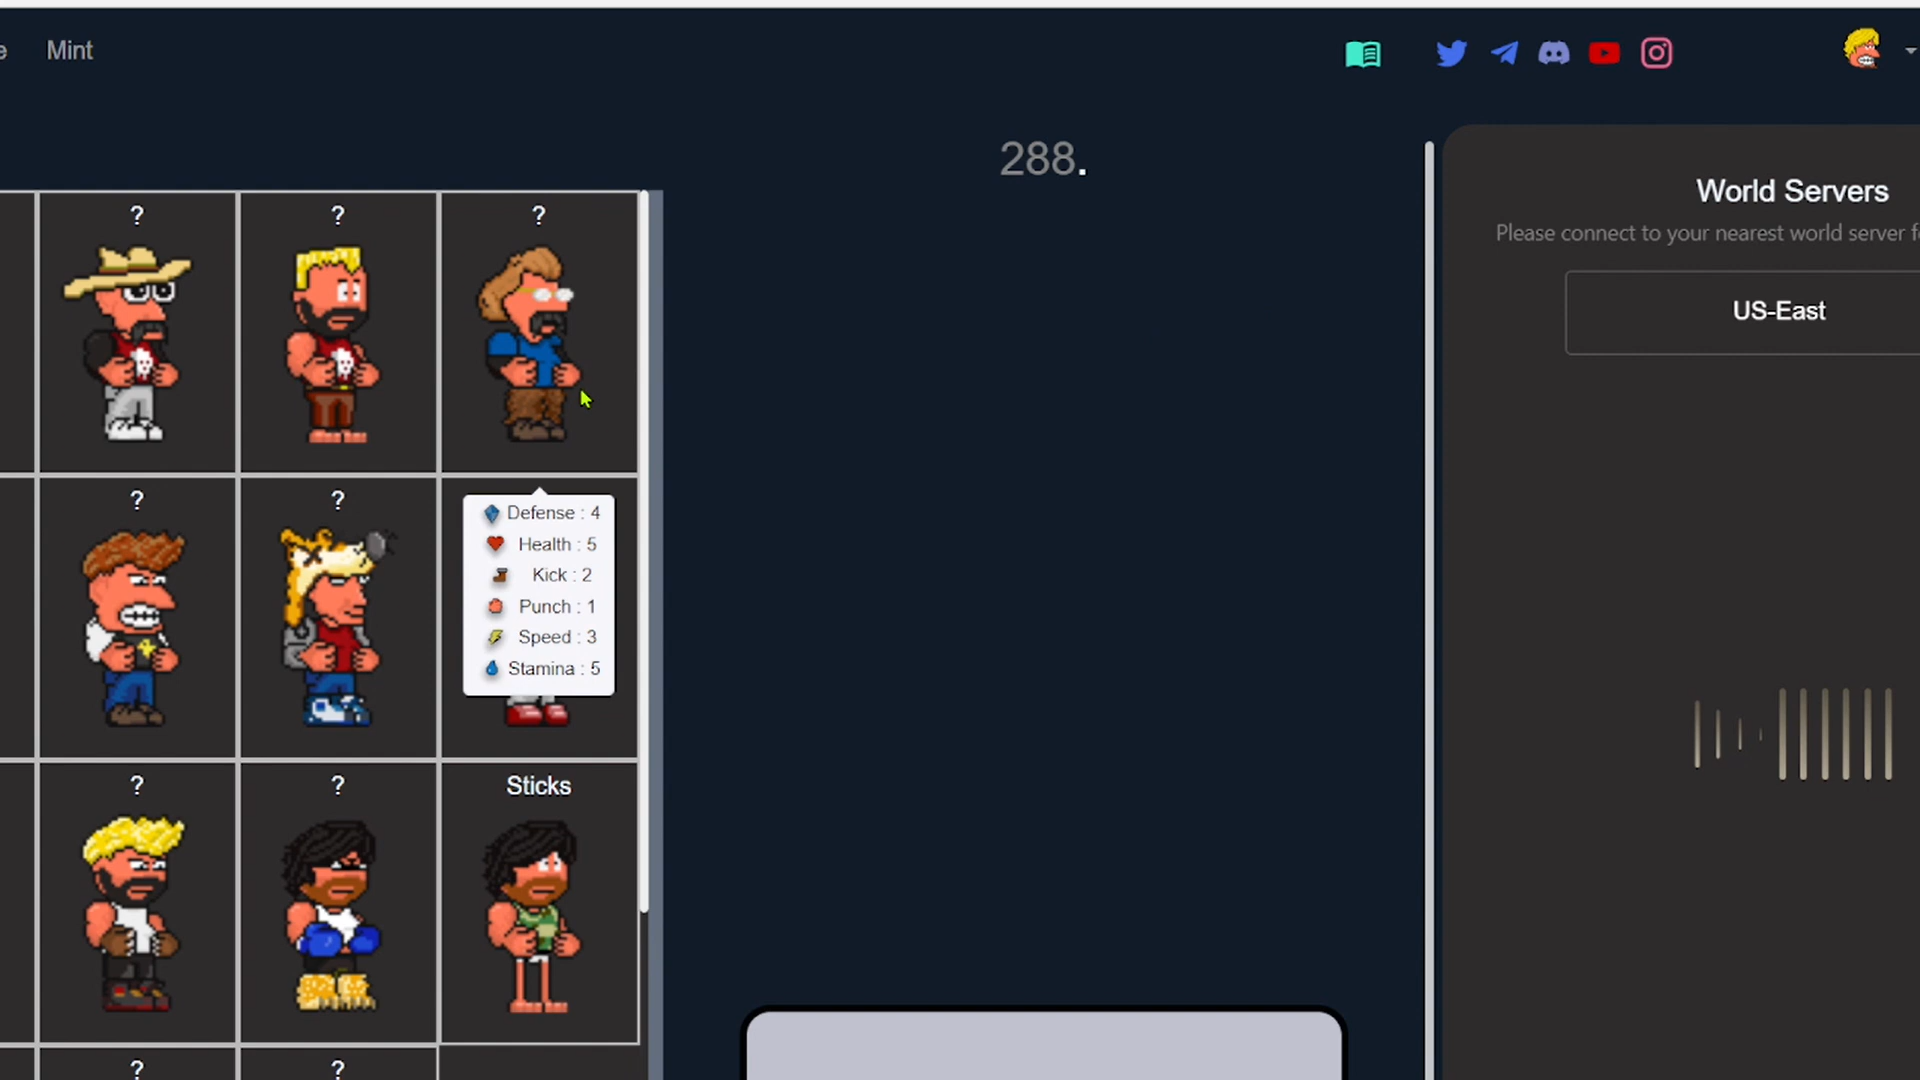 e Mint
288.
World Servers
Please connect to your nearest world server f
US-East
? ? ?
? ?
Defense : 4
Health : 5
Kick : 2
Punch : 1
Speed : 3
Stamina : 5
? ? Sticks
? ?